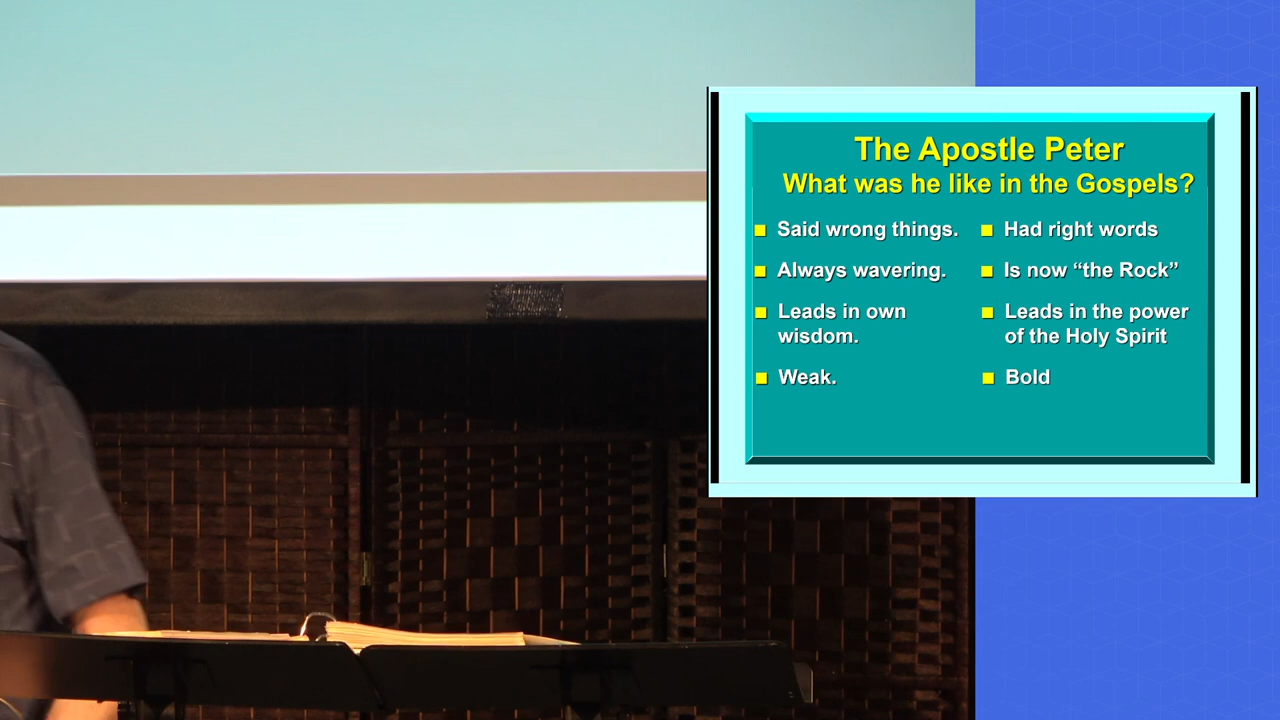 The Apostle Peter
What was he like in the Gospels?
Said wrong things.
Always wavering.
Leads in own
wisdom.
Weak.
Had right words
Is now “the Rock”
Leads in the power
of the Holy Spirit
Bold